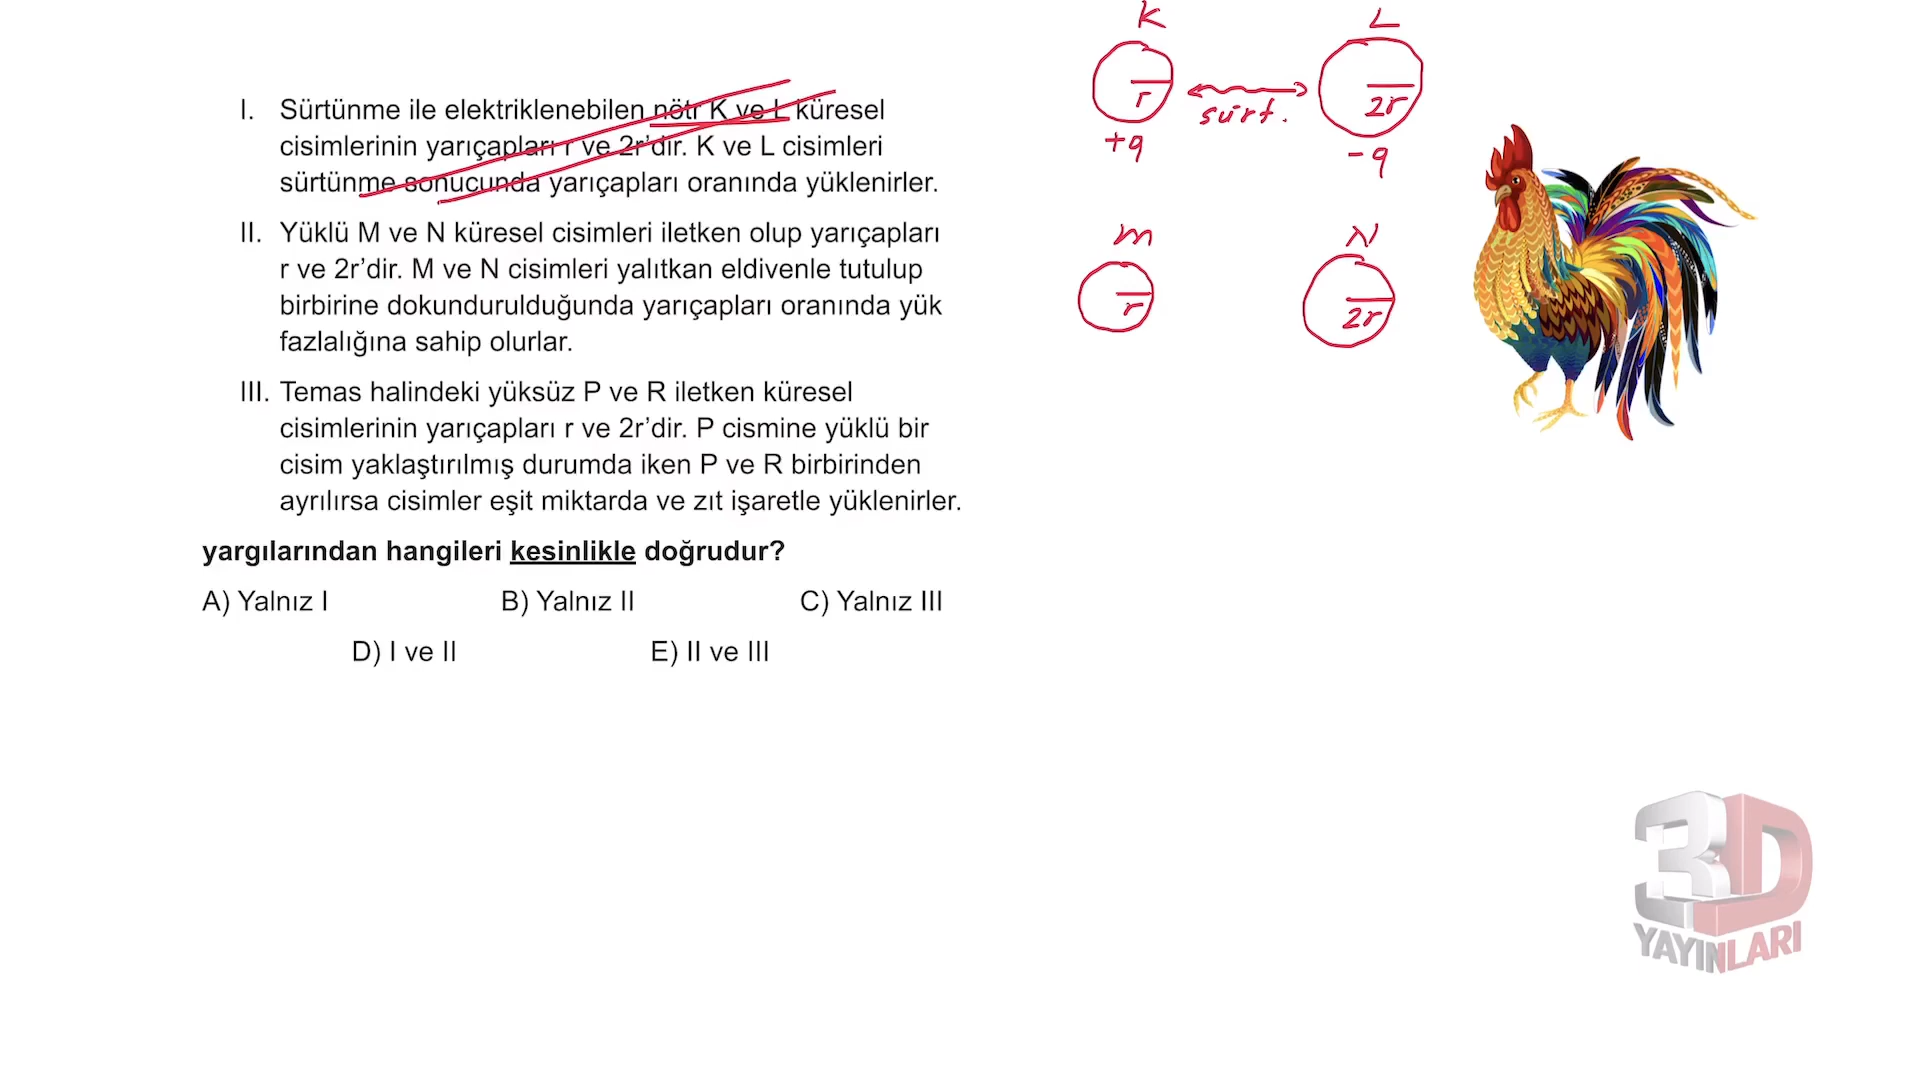 I. Sürtünme ile elektriklenebilen nötr K ve L küresel
cisimlerinin yarıçapları r ve 2r’dir. K ve L cisimleri
sürtünme sonucunda yarıçapları oranında yüklenirler.
II. Yüklü M ve N küresel cisimleri iletken olup yarıçapları
r ve 2r’dir. M ve N cisimleri yalıtkan eldivenle tutulup
birbirine dokundurulduğunda yarıçapları oranında yük
fazlalığına sahip olurlar.
III. Temas halindeki yüksüz P ve R iletken küresel
cisimlerinin yarıçapları r ve 2r’dir. P cismine yüklü bir
cisim yaklaştırılmış durumda iken P ve R birbirinden
ayrılırsa cisimler eşit miktarda ve zıt işaretle yüklenirler.
yargılarından hangileri kesinlikle doğrudur?
A) Yalnız I B) Yalnız II C) Yalnız III
D) I ve II E) II ve III
K L
r 2r
sürt.
+q -q
M N
r 2r
3D
YAYINLARI